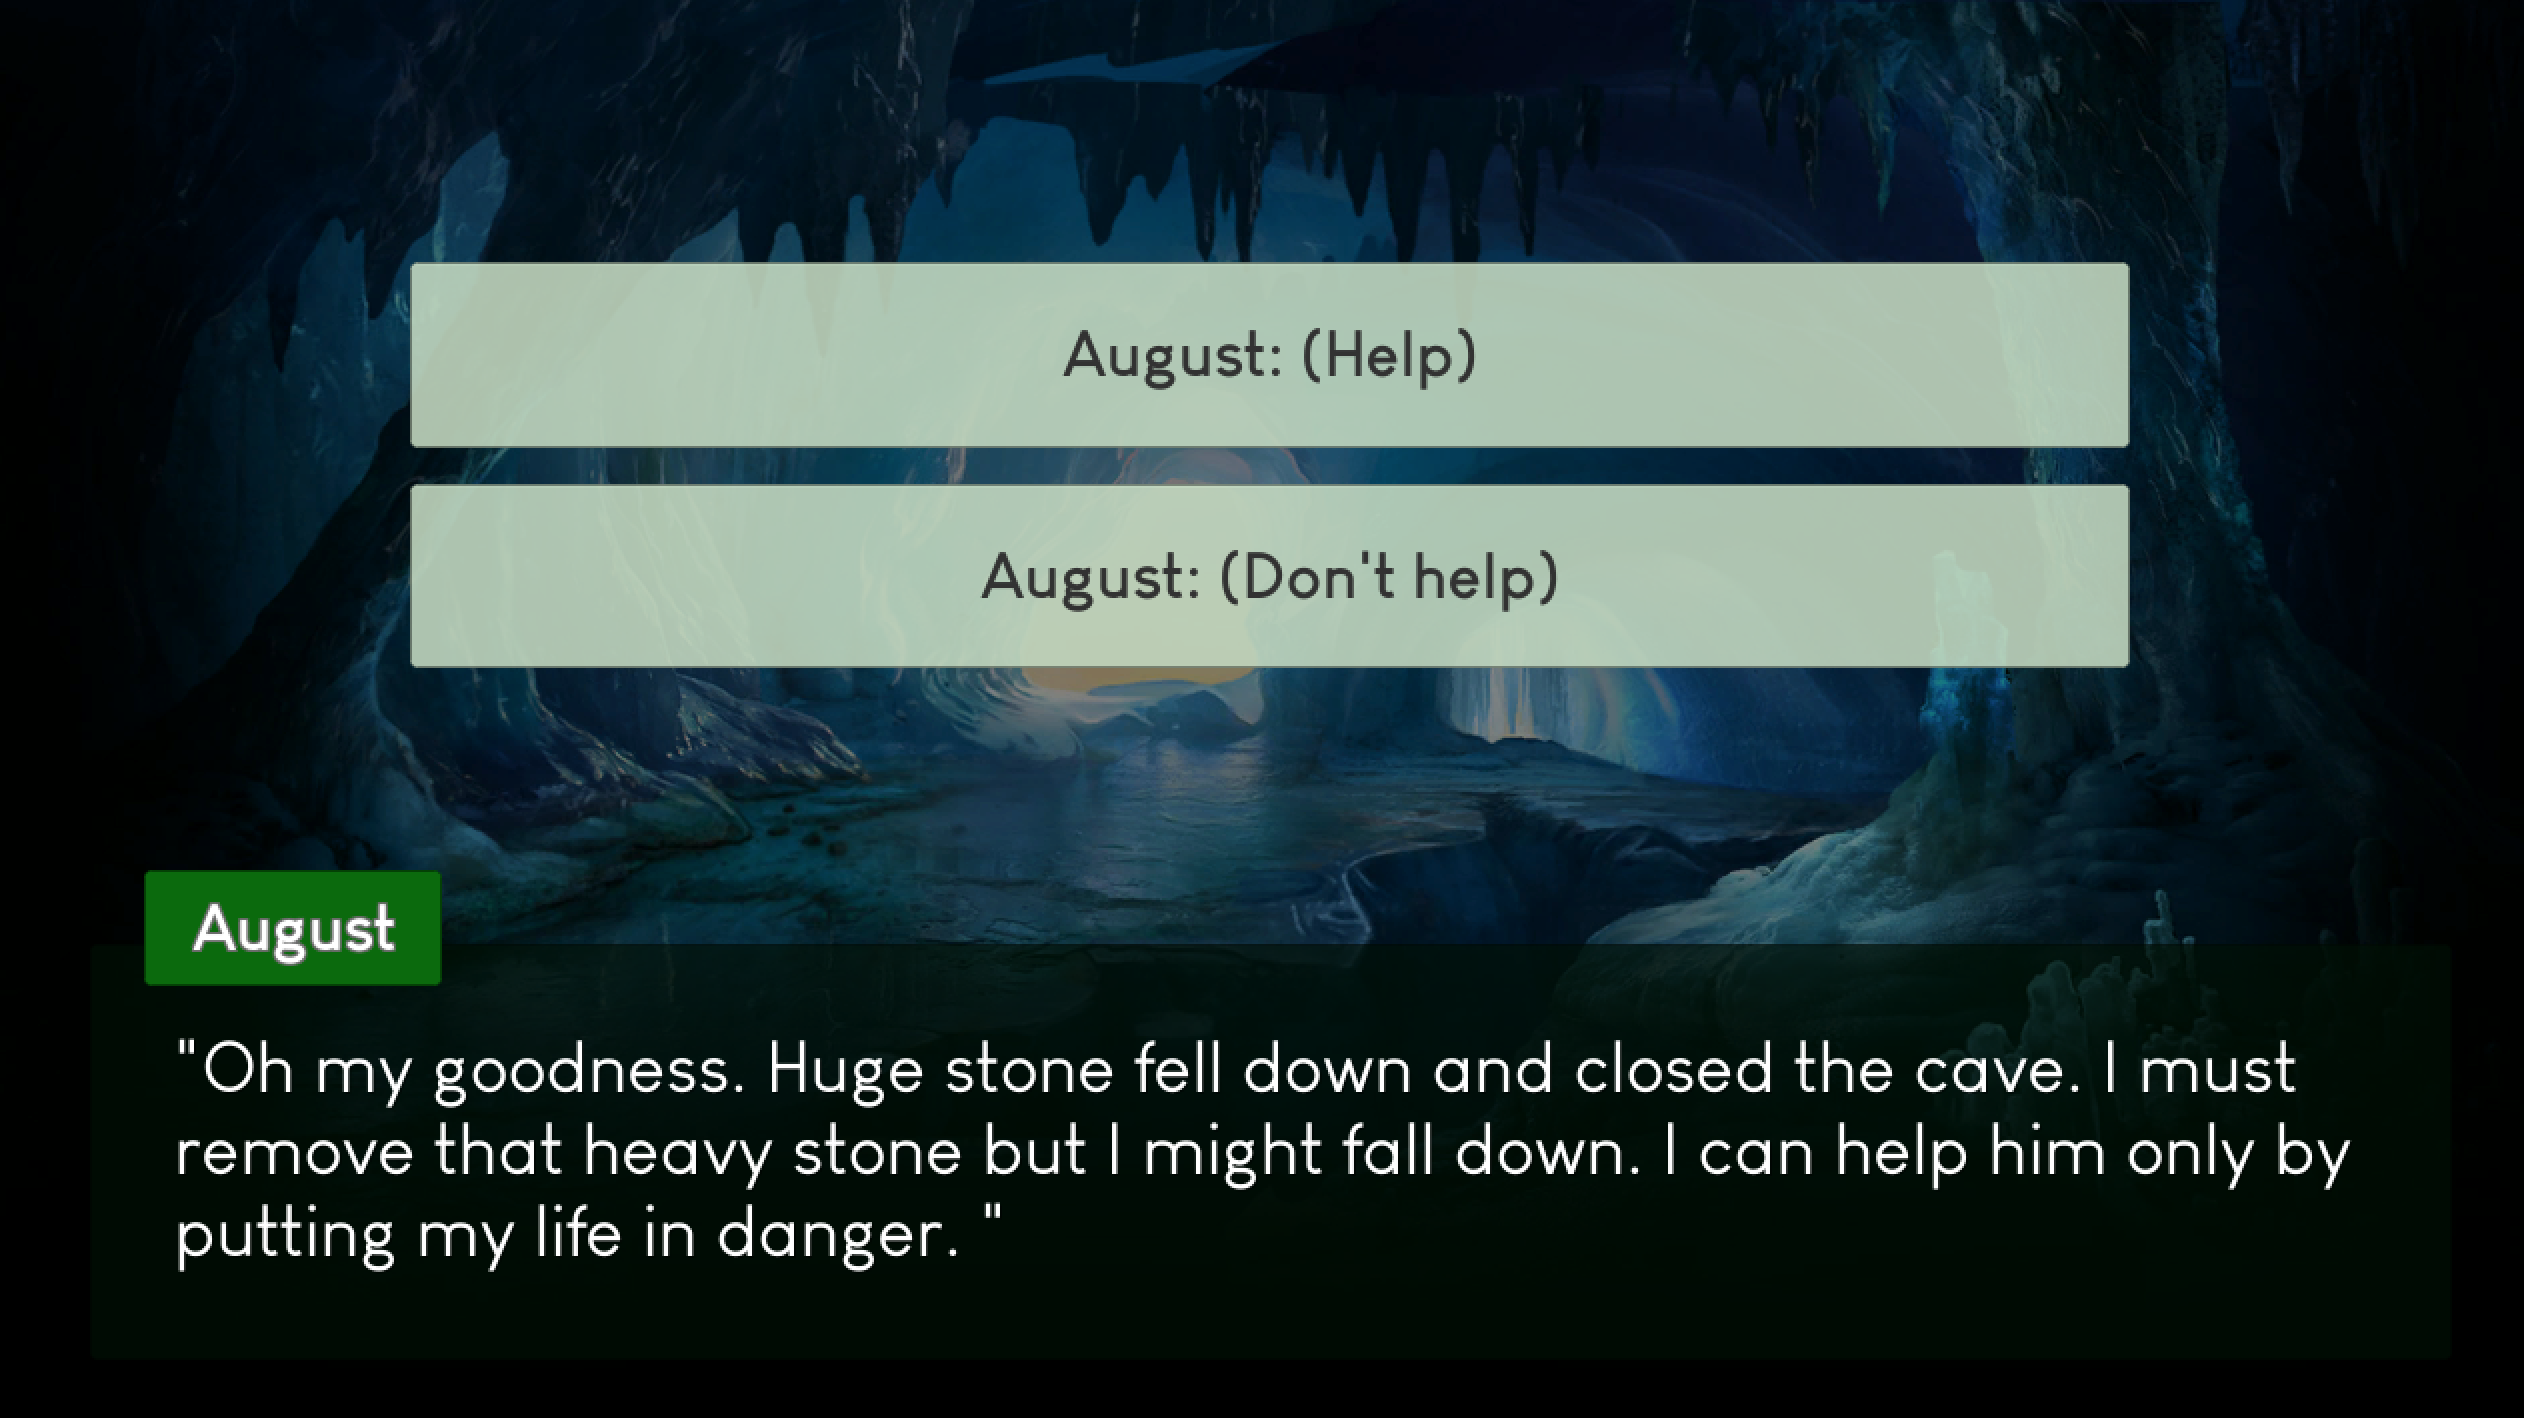 August: (Help)
August: (Don't help)
August
"Oh my goodness. Huge stone fell down and closed the cave. I must
remove that heavy stone but I might fall down. I can help him only by
putting my life in danger. "